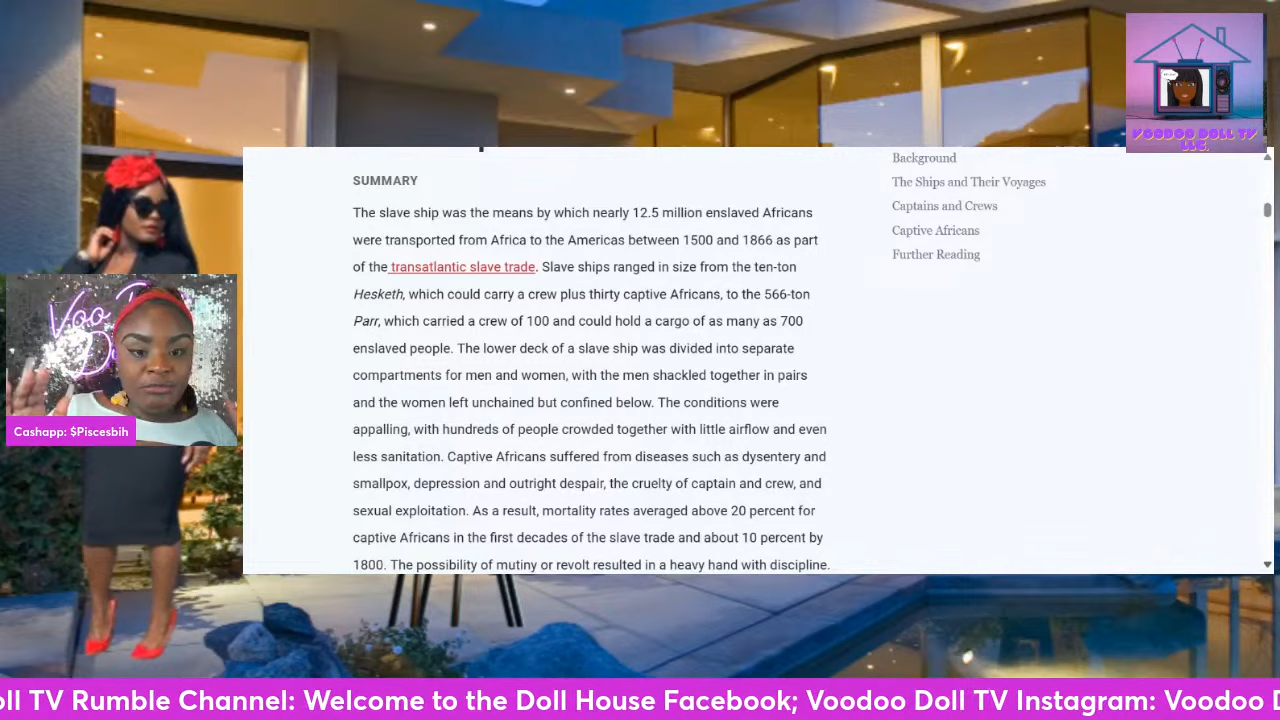 VOODOO DOLL TV
LLC.
SUMMARY
The slave ship was the means by which nearly 12.5 million enslaved Africans
were transported from Africa to the Americas between 1500 and 1866 as part
of the transatlantic slave trade. Slave ships ranged in size from the ten-ton
Hesketh, which could carry a crew plus thirty captive Africans, to the 566-ton
Parr, which carried a crew of 100 and could hold a cargo of as many as 700
enslaved people. The lower deck of a slave ship was divided into separate
compartments for men and women, with the men shackled together in pairs
and the women left unchained but confined below. The conditions were
appalling, with hundreds of people crowded together with little airflow and even
less sanitation. Captive Africans suffered from diseases such as dysentery and
smallpox, depression and outright despair, the cruelty of captain and crew, and
sexual exploitation. As a result, mortality rates averaged above 20 percent for
captive Africans in the first decades of the slave trade and about 10 percent by
1800. The possibility of mutiny or revolt resulted in a heavy hand with discipline.
Background
The Ships and Their Voyages
Captains and Crews
Captive Africans
Further Reading
Voo
Cashapp: $Piscesbih
oll TV Rumble Channel: Welcome to the Doll House Facebook; Voodoo Doll TV Instagram: Voodoo D